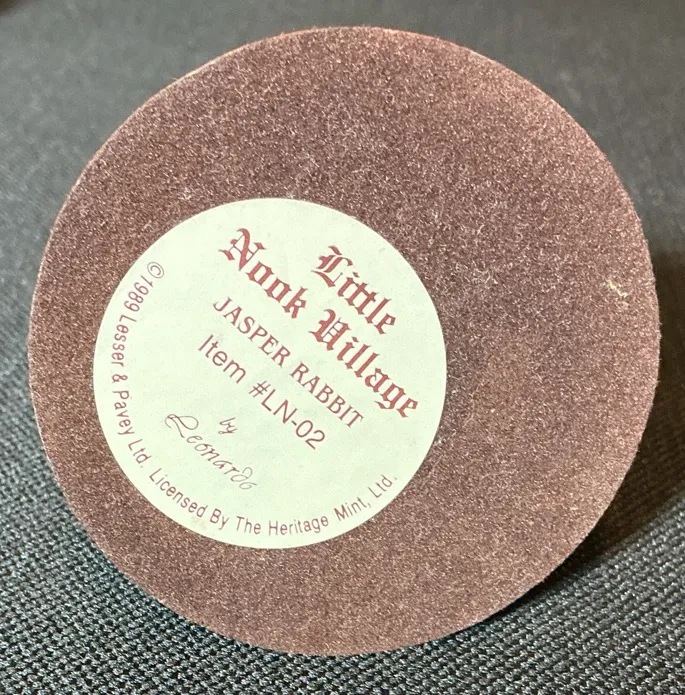 Little
Nook Village
JASPER RABBIT
Item #LN-02
by
Leonardo
©1989 Lesser & Pavey Ltd. Licensed By The Heritage Mint, Ltd.